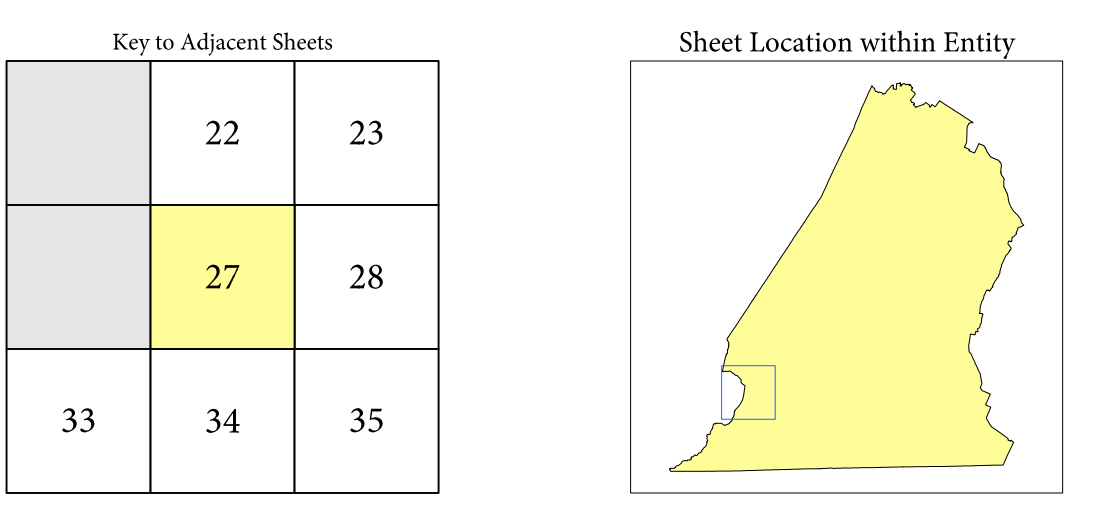 Key to Adjacent Sheets
Sheet Location within Entity
22 23
27 28
33 34 35